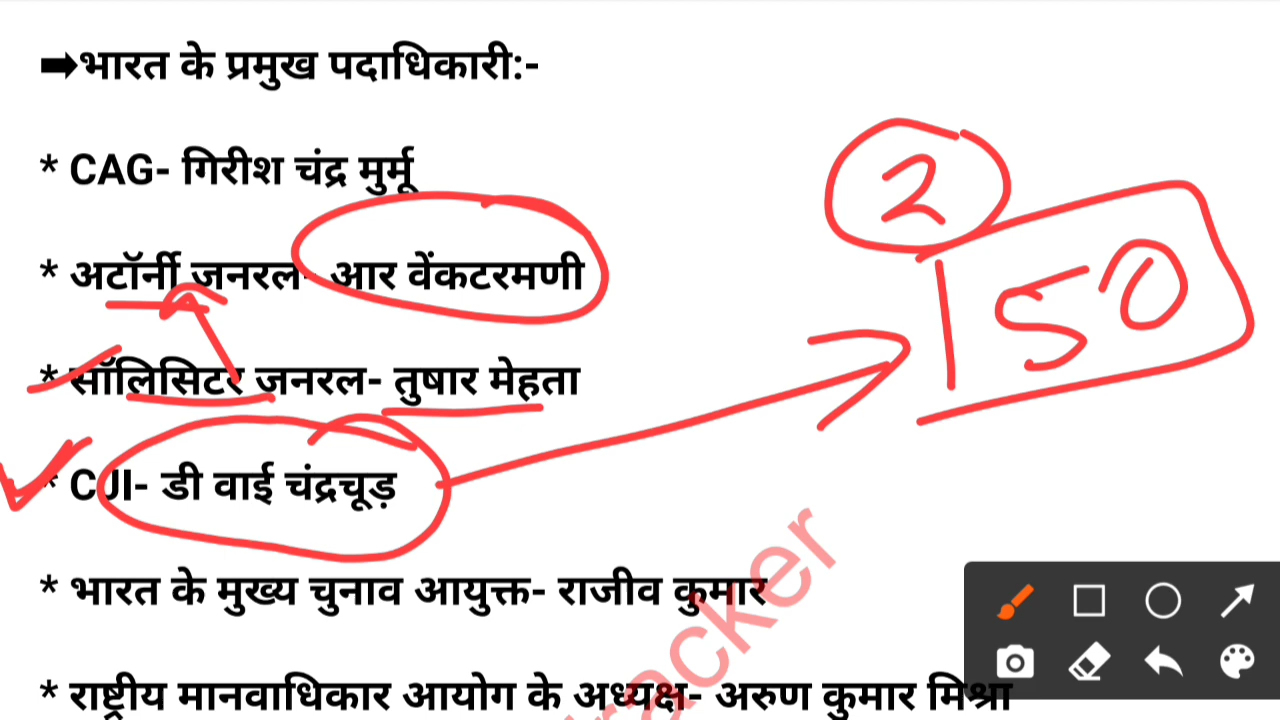 ➡भारत के प्रमुख पदाधिकारी:-
* CAG- गिरीश चंद्र मुर्मू
2
* अटॉर्नी जनरल- आर वेंकटरमणी
50
* सॉलिसिटर जनरल- तुषार मेहता
* CJI- डी वाई चंद्रचूड़
* भारत के मुख्य चुनाव आयुक्त- राजीव कुमार
* राष्ट्रीय मानवाधिकार आयोग के अध्यक्ष- अरुण कुमार मिश्रा